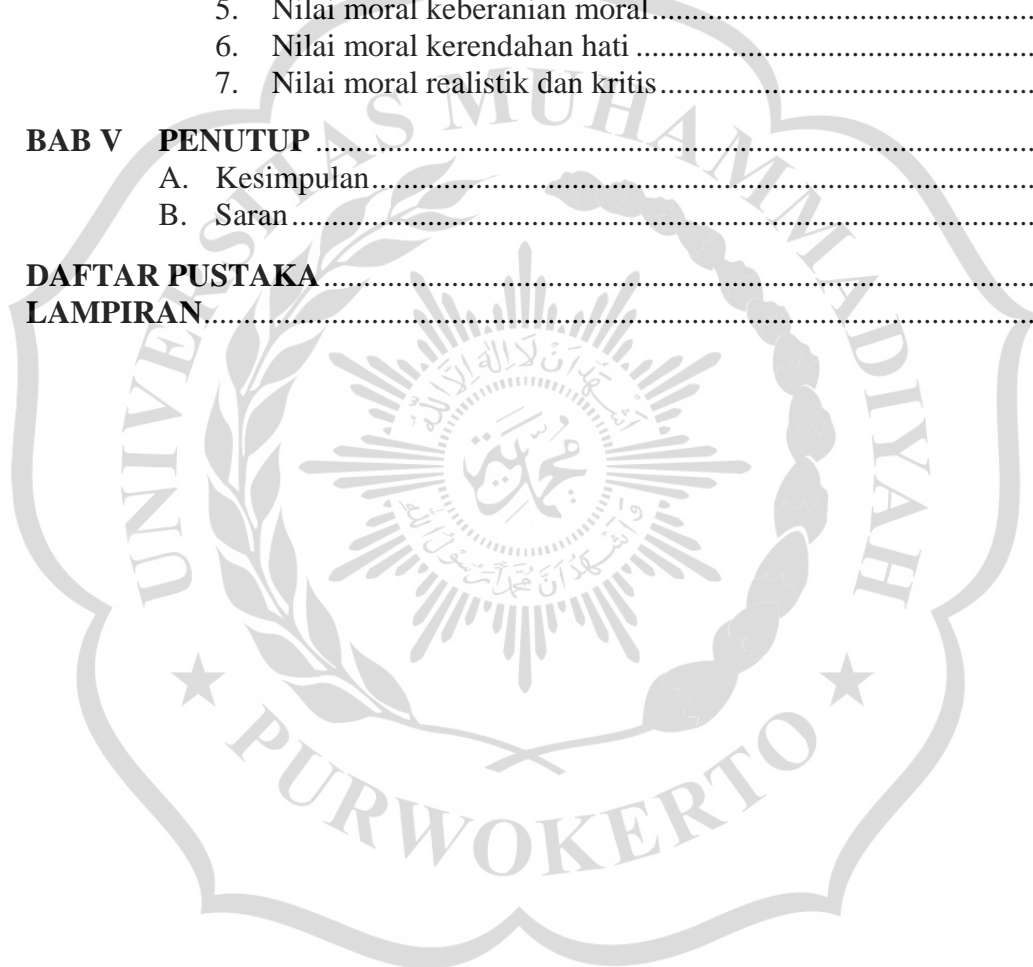 5. Nilai moral keberanian moral....................................................
6. Nilai moral kerendahan hati ....................................................
7. Nilai moral realistik dan kritis....................................................
BAB V PENUTUP ....................................................
A. Kesimpulan....................................................
B. Saran....................................................
DAFTAR PUSTAKA....................................................
LAMPIRAN....................................................
UNIVERSITAS MUHAMMADIYAH
PURWOKERTO